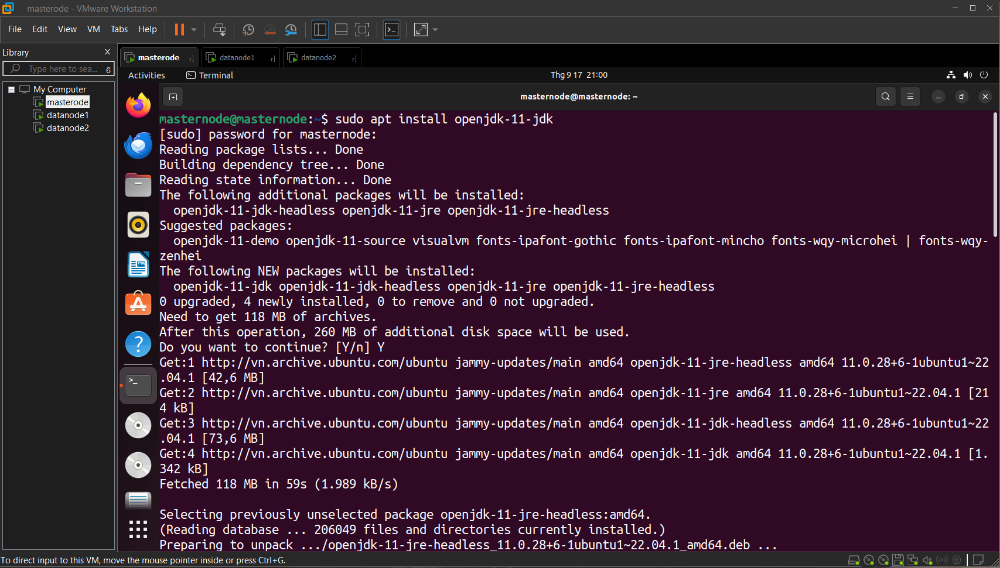 masterode - VMware Workstation
File Edit View VM Tabs Help
Library
Type here to sea... 6
My Computer
masterode
datanode1
datanode2
masterode
datanode1
datanode2
Activities Terminal Thg 9 17 21:00
masternode@masternode: ~
masternode@masternode:~$ sudo apt install openjdk-11-jdk
[sudo] password for masternode:
Reading package lists... Done
Building dependency tree... Done
Reading state information... Done
The following additional packages will be installed:
openjdk-11-jdk-headless openjdk-11-jre openjdk-11-jre-headless
Suggested packages:
openjdk-11-demo openjdk-11-source visualvm fonts-ipafont-gothic fonts-ipafont-mincho fonts-wqy-microhei | fonts-wqy-
zenhei
The following NEW packages will be installed:
openjdk-11-jdk openjdk-11-jdk-headless openjdk-11-jre openjdk-11-jre-headless
0 upgraded, 4 newly installed, 0 to remove and 0 not upgraded.
Need to get 118 MB of archives.
After this operation, 260 MB of additional disk space will be used.
Do you want to continue? [Y/n] Y
Get:1 http://vn.archive.ubuntu.com/ubuntu jammy-updates/main amd64 openjdk-11-jre-headless amd64 11.0.28+6-1ubuntu1~22
.04.1 [42,6 MB]
Get:2 http://vn.archive.ubuntu.com/ubuntu jammy-updates/main amd64 openjdk-11-jre amd64 11.0.28+6-1ubuntu1~22.04.1 [21
4 kB]
Get:3 http://vn.archive.ubuntu.com/ubuntu jammy-updates/main amd64 openjdk-11-jdk-headless amd64 11.0.28+6-1ubuntu1~22
.04.1 [73,6 MB]
Get:4 http://vn.archive.ubuntu.com/ubuntu jammy-updates/main amd64 openjdk-11-jdk amd64 11.0.28+6-1ubuntu1~22.04.1 [1.
342 kB]
Fetched 118 MB in 59s (1.989 kB/s)
Selecting previously unselected package openjdk-11-jre-headless:amd64.
(Reading database ... 206049 files and directories currently installed.)
Preparing to unpack .../openjdk-11-jre-headless_11.0.28+6-1ubuntu1~22.04.1_amd64.deb ...
To direct input to this VM, move the mouse pointer inside or press Ctrl+G.